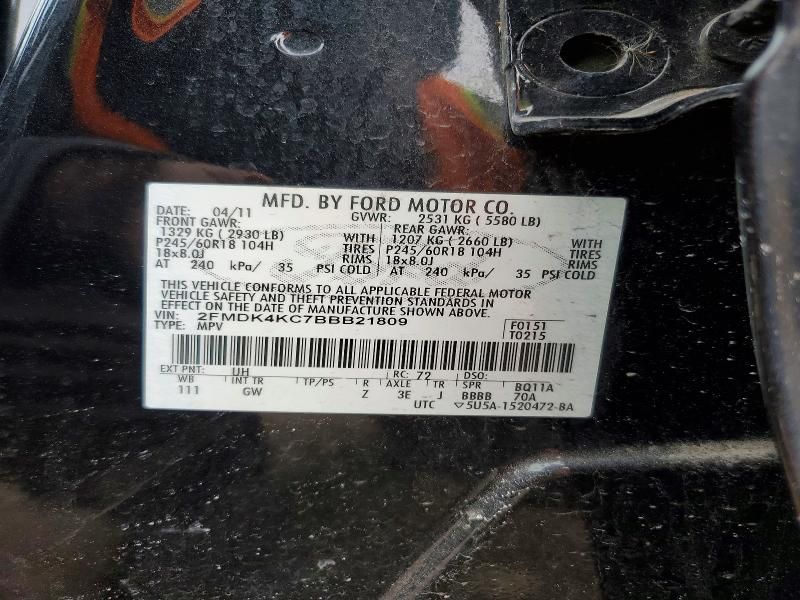 MFD. BY FORD MOTOR CO.
DATE: 04/11 GVWR: 2531 KG ( 5580 LB)
FRONT GAWR: REAR GAWR:
1329 KG ( 2930 LB) WITH 1207 KG ( 2660 LB) WITH
P245/60R18 104H TIRES P245/60R18 104H TIRES
18x8.0J RIMS 18x8.0J RIMS
AT 240 kPa/ 35 PSI COLD AT 240 kPa/ 35 PSI COLD
THIS VEHICLE CONFORMS TO ALL APPLICABLE FEDERAL MOTOR
VEHICLE SAFETY AND THEFT PREVENTION STANDARDS IN
EFFECT ON THE DATE OF MANUFACTURE SHOWN ABOVE.
VIN: 2FMDK4KC7BBB21809 F0151
TYPE: MPV T0215
EXT PNT: UH RC: 72 DSO:
WB INT TR TP/PS R AXLE TR SPR BQ11A
111 GW Z 3E J BBBB 70A
UTC ▽5U5A-1520472-BA